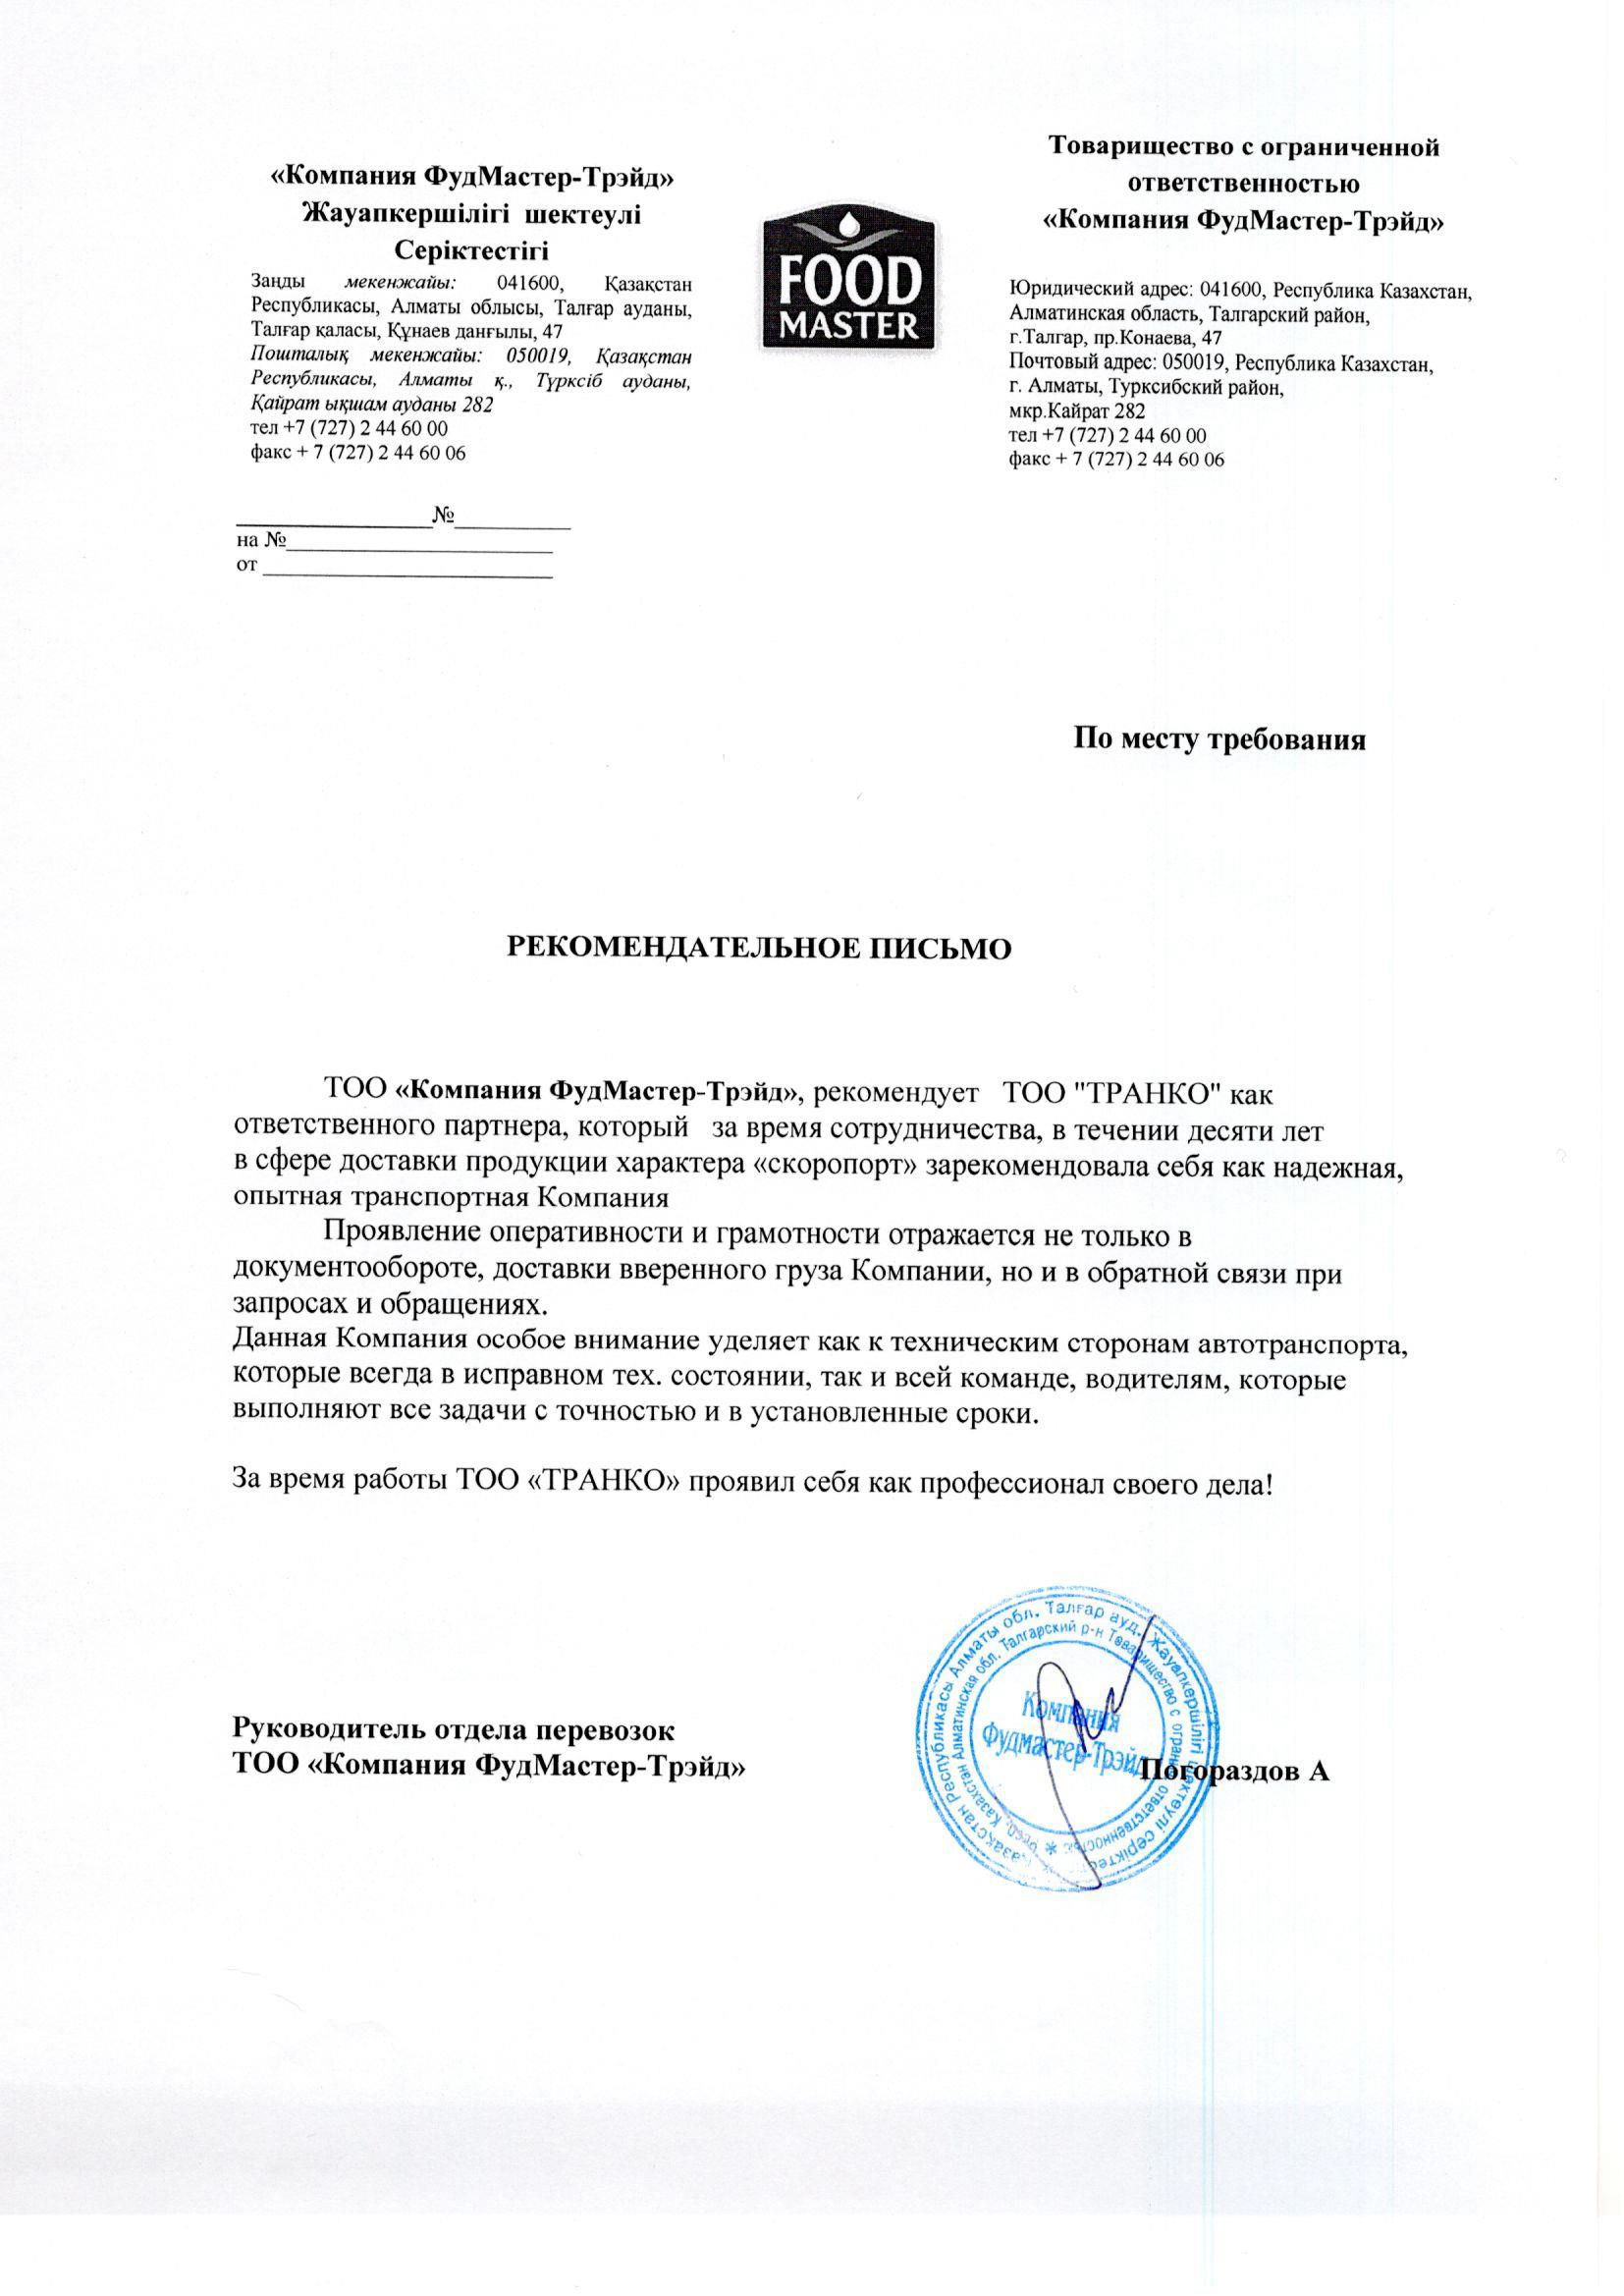 «Компания ФудМастер-Трэйд»
Жауапкершілігі шектеулі
Серіктестігі
Заңды мекенжайы: 041600, Қазақстан
Республикасы, Алматы облысы, Талғар ауданы,
Талғар қаласы, Құнаев данғылы, 47
Пошталық мекенжайы: 050019, Қазақстан
Республикасы, Алматы қ., Түрксіб ауданы,
Қайрат ықшам ауданы 282
тел +7 (727) 2 44 60 00
факс + 7 (727) 2 44 60 06
FOOD
MASTER
Товарищество с ограниченной
ответственностью
«Компания ФудМастер-Трэйд»
Юридический адрес: 041600, Республика Казахстан,
Алматинская область, Талгарский район,
г.Талгар, пр.Конаева, 47
Почтовый адрес: 050019, Республика Казахстан,
г. Алматы, Турксибский район,
мкр.Кайрат 282
тел +7 (727) 2 44 60 00
факс + 7 (727) 2 44 60 06
_________________№__________
на №_______________________
от _________________________
По месту требования
РЕКОМЕНДАТЕЛЬНОЕ ПИСЬМО
ТОО «Компания ФудМастер-Трэйд», рекомендует ТОО "ТРАНКО" как
ответственного партнера, который за время сотрудничества, в течении десяти лет
в сфере доставки продукции характера «скоропорт» зарекомендовала себя как надежная,
опытная транспортная Компания
Проявление оперативности и грамотности отражается не только в
документообороте, доставки вверенного груза Компании, но и в обратной связи при
запросах и обращениях.
Данная Компания особое внимание уделяет как к техническим сторонам автотранспорта,
которые всегда в исправном тех. состоянии, так и всей команде, водителям, которые
выполняют все задачи с точностью и в установленные сроки.
За время работы ТОО «ТРАНКО» проявил себя как профессионал своего дела!
Руководитель отдела перевозок
ТОО «Компания ФудМастер-Трэйд»
Погораздов А
Қазақстан Республикасы Алматы обл. Талғар ауд. Жауапкершілігі шектеулі
Респ. Казахстан Алматинская обл. Талгарский р-н Товарищество с огранич. ответственностью
Компания
Фудмастер-Трэйд